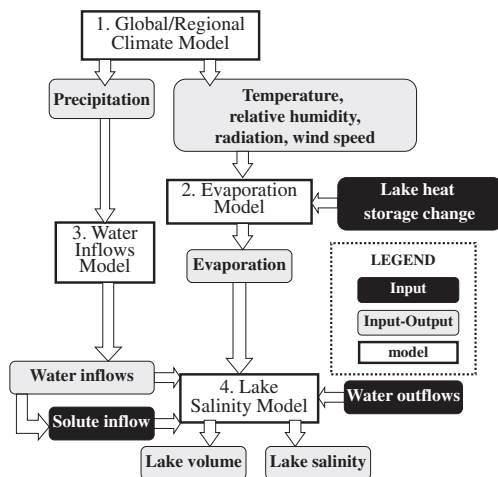 1. Global/Regional
Climate Model
Precipitation
Temperature,
relative humidity,
radiation, wind speed
2. Evaporation
Model
Lake heat
storage change
3. Water
Inflows
Model
Evaporation
LEGEND
Input
Input-Output
model
Water inflows
4. Lake
Salinity Model
Water outflows
Solute inflow
Lake volume
Lake salinity